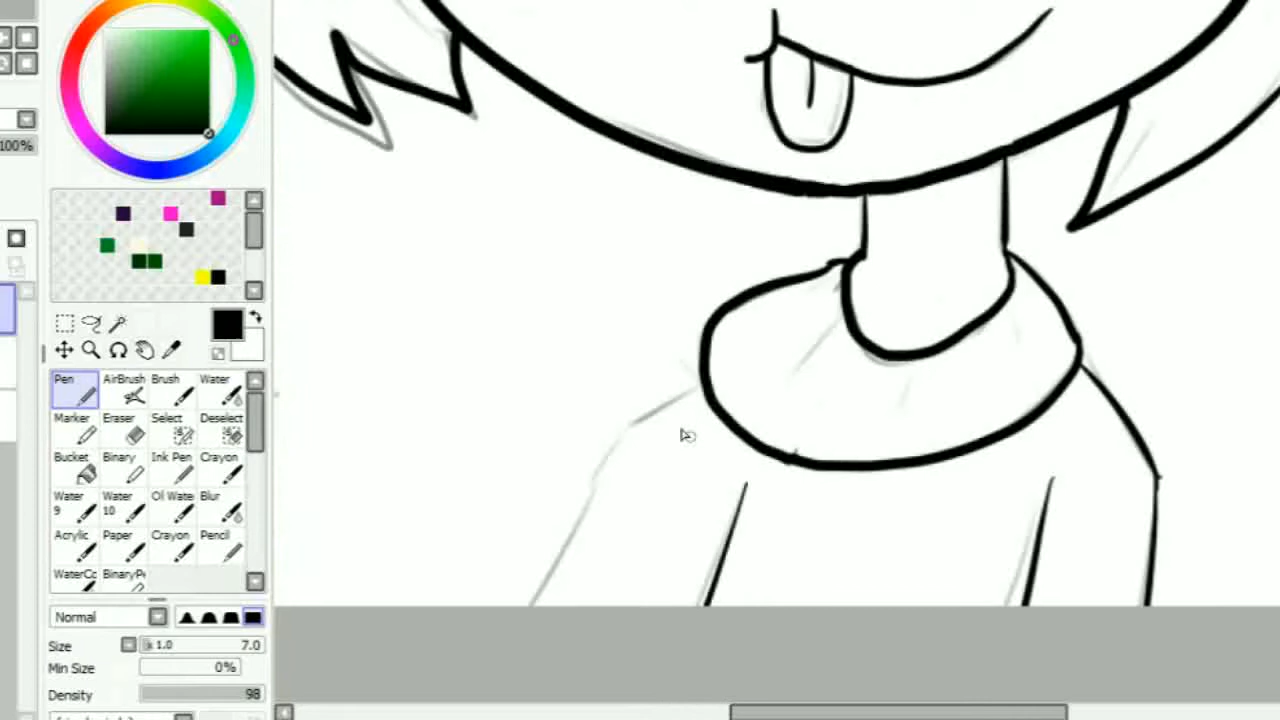 100%
Pen AirBrush Brush Water
Marker Eraser Select Deselect
Bucket Binary Ink Pen Crayon
Water 9 Water 10 Oil Wate Blur
Acrylic Paper Crayon Pencil
WaterCo BinaryPe
Normal
Size 1.0 7.0
Min Size 0%
Density 98